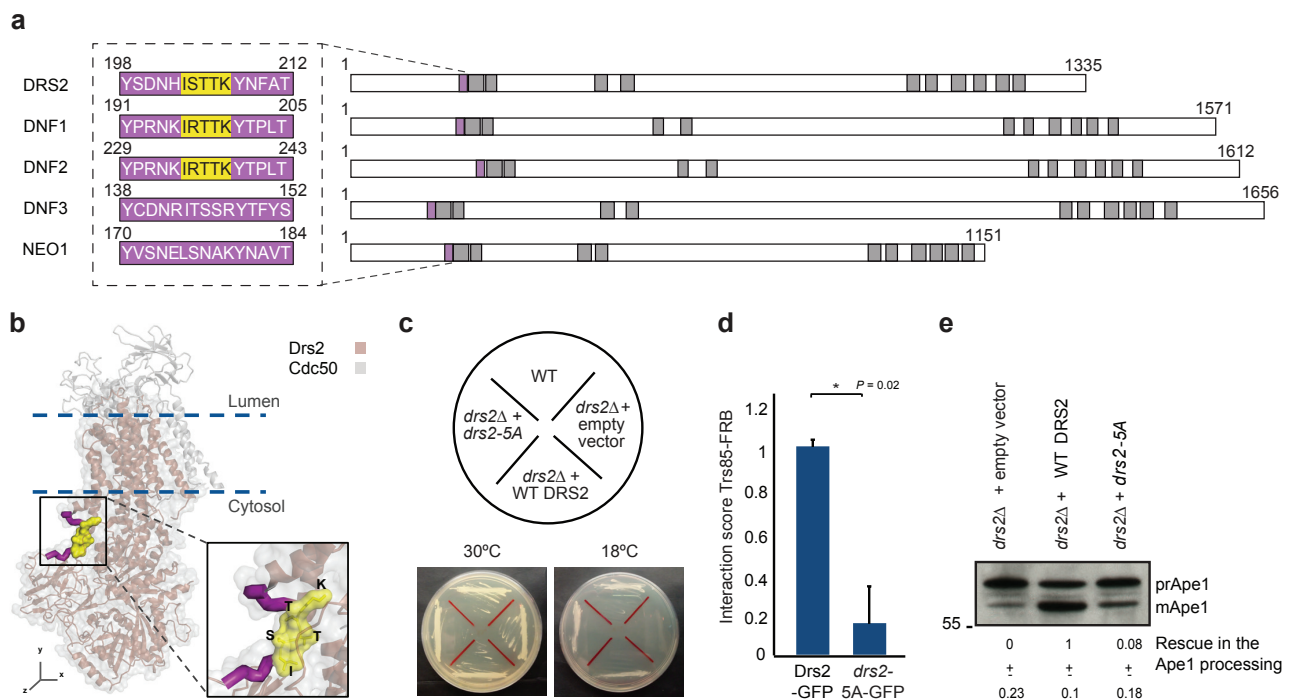 a
198 212
DRS2 YSDNHISTTKYNFAT 1 1335
191 205
DNF1 YPRNKIRTTKYTPLT 1 1571
229 243
DNF2 YPRNKIRTTKYTPLT 1 1612
138 152
DNF3 YCDNRITSSRYTFYS 1 1656
170 184
NEO1 YVSNELSNAKYNAVT 1 1151
b
Drs2
Cdc50
Lumen
Cytosol
K
T
S T
I
y
x
z
c
WT
drs2Δ +
drs2-5A
drs2Δ +
empty
vector
drs2Δ +
WT DRS2
30ºC 18ºC
d
Interaction score Trs85-FRB
* P = 0.02
1.2
1
0.8
0.6
0.4
0.2
0
Drs2
-GFP
drs2-
5A-GFP
e
drs2Δ + empty vector
drs2Δ + WT DRS2
drs2Δ + drs2-5A
prApe1
mApe1
55
0 1 0.08 Rescue in the
± ± ± Ape1 processing
0.23 0.1 0.18